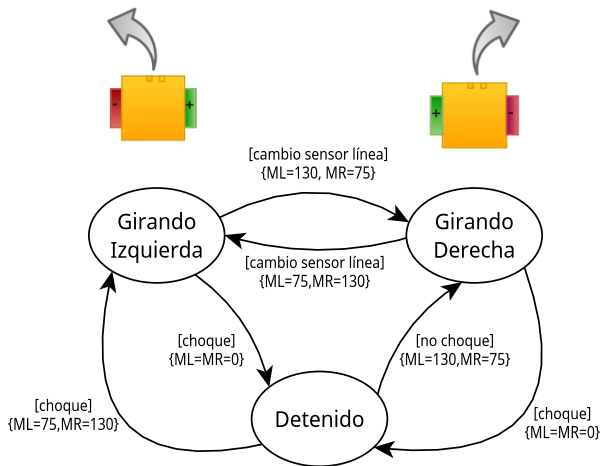 - +
+ -
[cambio sensor línea]
{ML=130, MR=75}
Girando
Izquierda
Girando
Derecha
[cambio sensor línea]
{ML=75,MR=130}
[choque]
{ML=MR=0}
[no choque]
{ML=130,MR=75}
[choque]
{ML=75,MR=130}
Detenido
[choque]
{ML=MR=0}